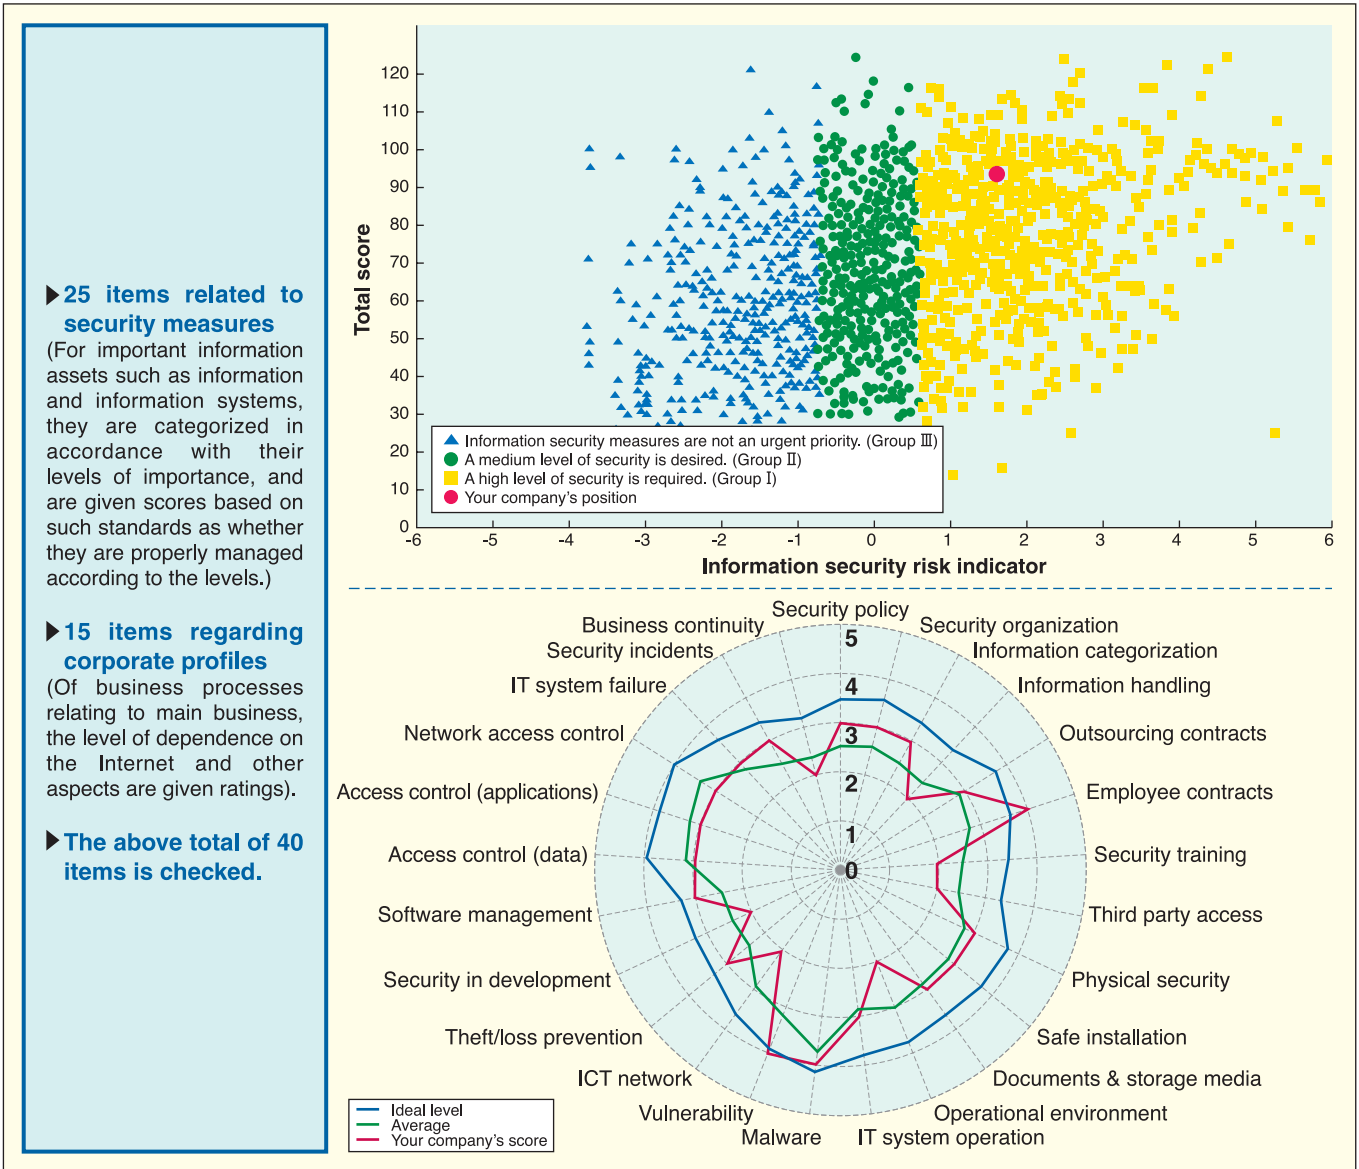 25 items related to
security measures
(For important information
assets such as information
and information systems,
they are categorized in
accordance with their
levels of importance, and
are given scores based on
such standards as whether
they are properly managed
according to the levels.)
15 items regarding
corporate profiles
(Of business processes
relating to main business,
the level of dependence on
the Internet and other
aspects are given ratings).
The above total of 40
items is checked.
Total score
120
110
100
90
80
70
60
50
40
30
20
10
0
Information security measures are not an urgent priority. (Group Ⅲ)
A medium level of security is desired. (Group Ⅱ)
A high level of security is required. (Group Ⅰ)
Your company's position
-6 -5 -4 -3 -2 -1 0 1 2 3 4 5 6
Information security risk indicator
Security policy
Security organization
Information categorization
Information handling
Outsourcing contracts
Employee contracts
Security training
Third party access
Physical security
Safe installation
Documents & storage media
Operational environment
IT system operation
Malware
Vulnerability
ICT network
Theft/loss prevention
Security in development
Software management
Access control (data)
Access control (applications)
Network access control
IT system failure
Security incidents
Business continuity
5
4
3
2
1
0
Ideal level
Average
Your company's score